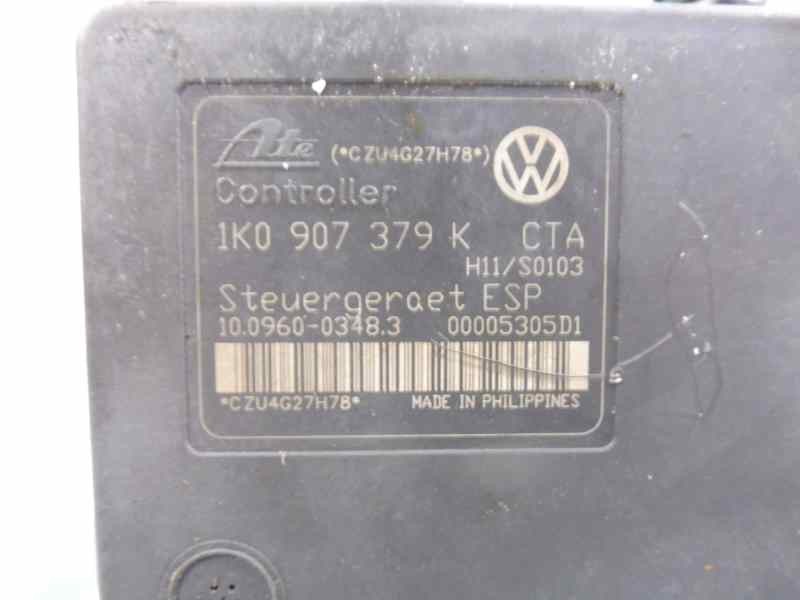 Ate (*CZU4G27H78*) VW
Controller
1K0 907 379 K CTA
H11/S0103
Steuergeraet ESP
10.0960-0348.3 00005305D1
*CZU4G27H78* MADE IN PHILIPPINES